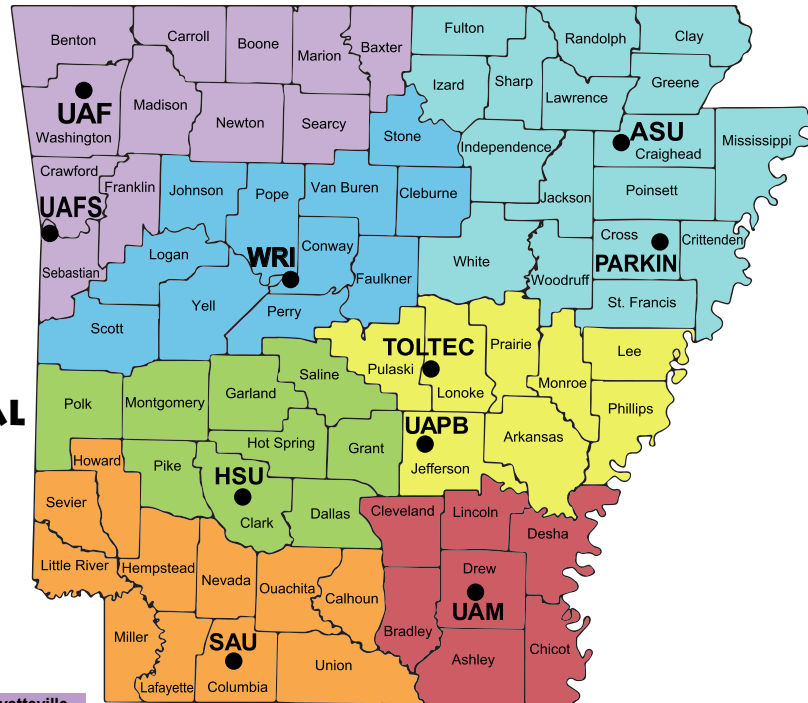 Benton
Carroll
Boone
Marion
Baxter
Fulton
Randolph
Clay
UAF
Washington
Madison
Newton
Searcy
Stone
Izard
Sharp
Lawrence
Greene
Independence
ASU
Craighead
Mississippi
Crawford
Franklin
UAFS
Sebastian
Johnson
Pope
Van Buren
Cleburne
Jackson
Poinsett
Logan
WRI
Conway
Faulkner
White
Woodruff
Cross
PARKIN
Crittenden
St. Francis
Scott
Yell
Perry
TOLTEC
Pulaski
Lonoke
Prairie
Monroe
Lee
Phillips
AL
Polk
Montgomery
Garland
Saline
Hot Spring
Grant
UAPB
Jefferson
Arkansas
Howard
Pike
HSU
Clark
Dallas
Cleveland
Lincoln
Desha
Sevier
Little River
Hempstead
Nevada
Ouachita
Calhoun
Drew
UAM
Bradley
Miller
Lafayette
SAU
Columbia
Union
Ashley
Chicot